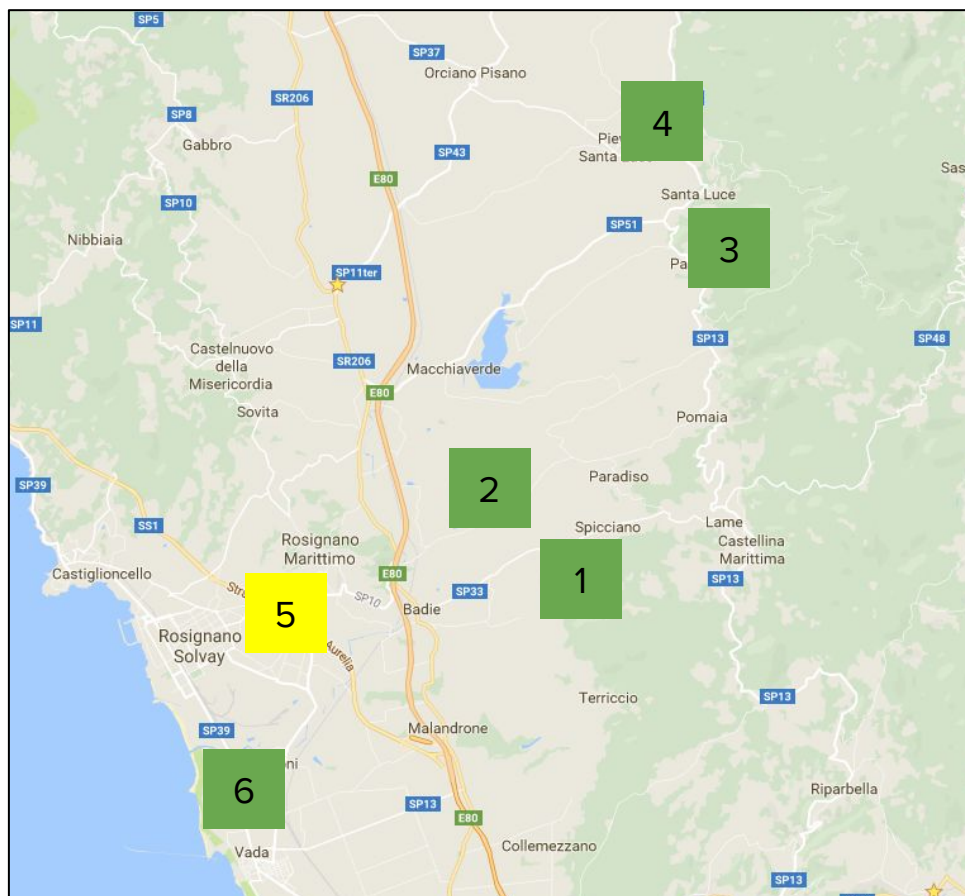 SP5
SP37
Orciano Pisano
SR206
4
SP8
Gabbro
SP43
Santa
E80
Santa Luce
SP10
SP51
Nibbiaia
3
SP11ter
SP11
SP13
SP48
Castelnuovo
della
Misericordia
SR206
Macchiaverde
E80
Sovita
Pomaia
SP39
2
Paradiso
SS1
Rosignano
Marittimo
Spicciano
Lame
Castellina
Marittima
Castiglioncello
E80
SP13
SP33
1
SP10
5
Badie
Rosignano
Solvay
Aurelia
Terriccio
SP13
SP39
Malandrone
6
SP13
Riparbella
E80
Vada
Collemezzano
SP13